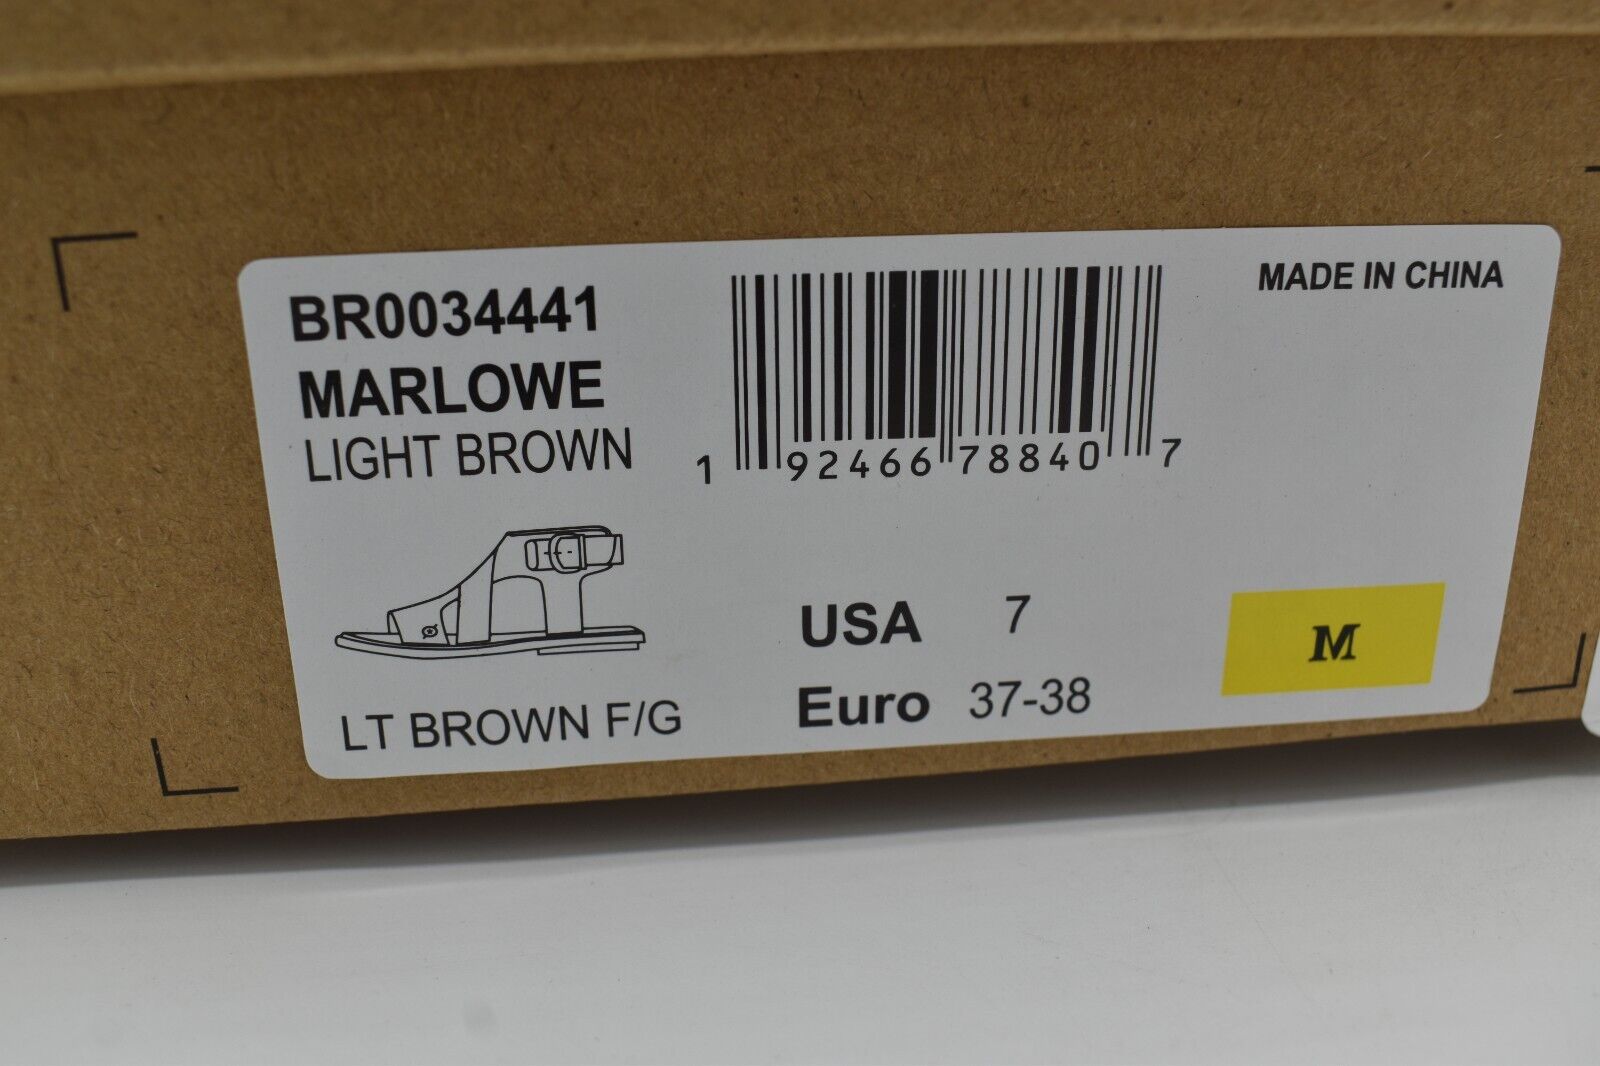 BR0034441
MARLOWE
LIGHT BROWN
1 92466 78840 7
MADE IN CHINA
LT BROWN F/G
USA 7
Euro 37-38
M